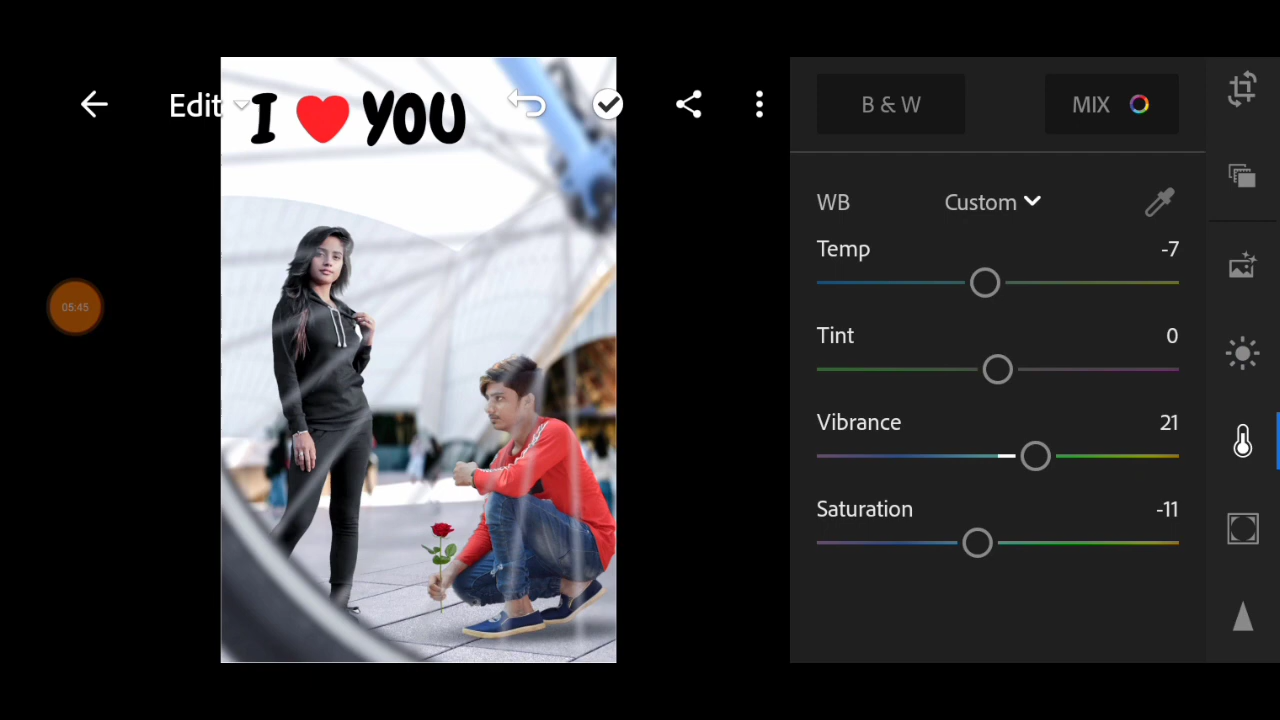 Edit
I ❤ YOU
B & W
MIX
WB
Custom
Temp
-7
Tint
0
Vibrance
21
Saturation
-11
05:45